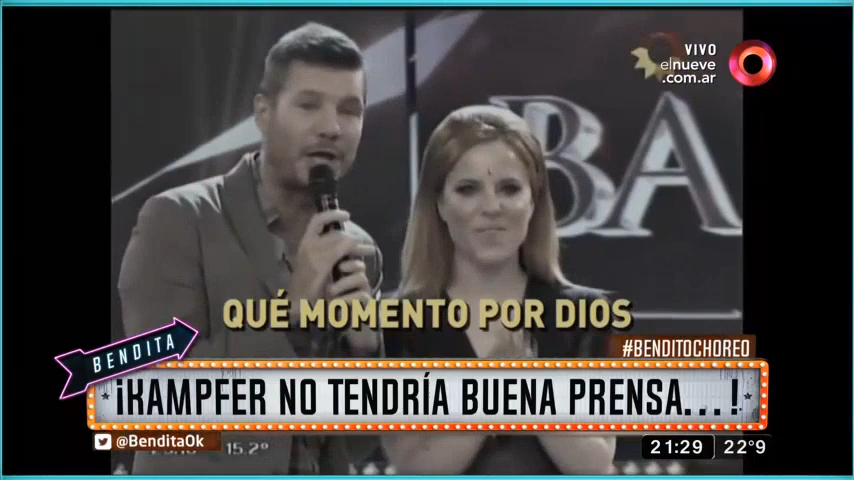 VIVO
elnueve
.com.ar
BA
QUÉ MOMENTO POR DIOS
#BENDITOCHOREO
BENDITA
¡KAMPFER NO TENDRÍA BUENA PRENSA...!
@BenditaOk
15.2°
21:29 22°9